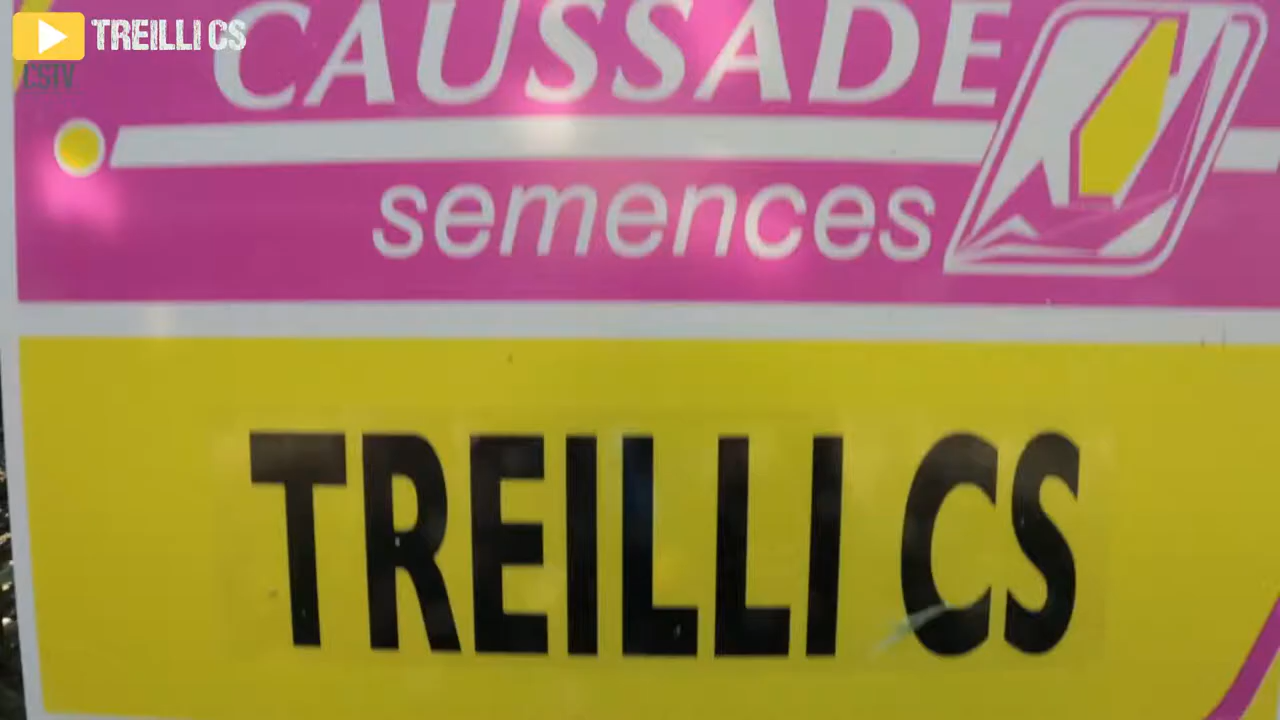 TREILLI CS
CSTV
CAUSSADE
semences
TREILLI CS